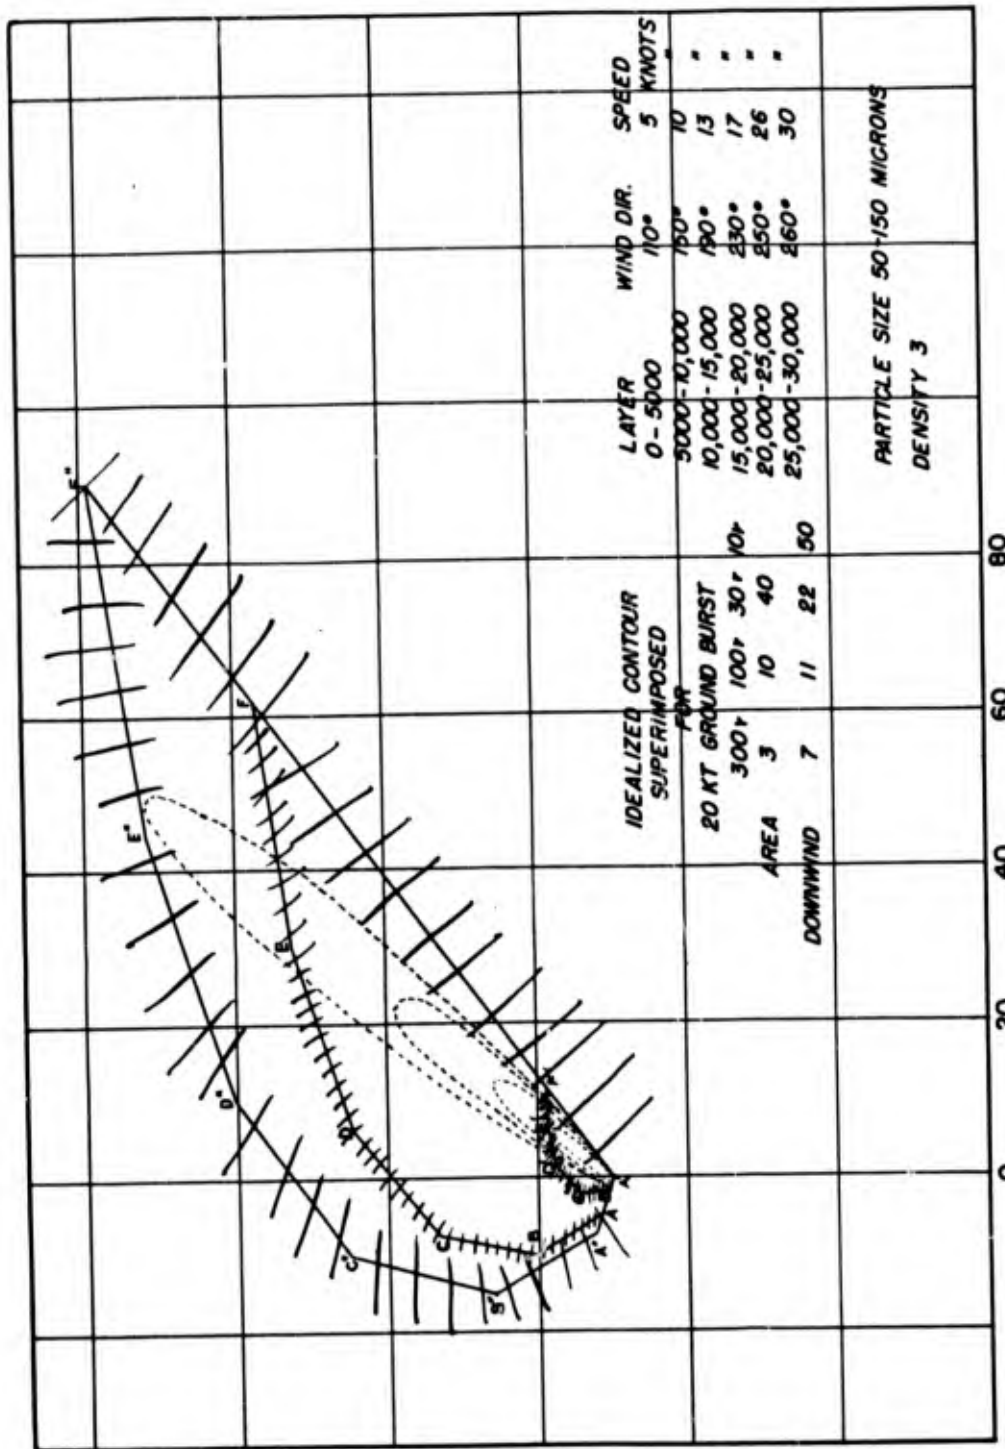 IDEALIZED CONTOUR
SUPERIMPOSED
FOR
20 KT GROUND BURST
300r 100r 30r 10r
AREA 3 10 40
DOWNWIND 7 11 22 50
LAYER WIND DIR. SPEED
0-5000 110° 5 KNOTS
5000-10,000 150° 10 "
10,000-15,000 190° 13 "
15,000-20,000 230° 17 "
20,000-25,000 250° 26 "
25,000-30,000 260° 30 "
PARTICLE SIZE 50-150 MIGRONS
DENSITY 3
A"
B"
C"
D"
E"
F"
A'
B
C
D
E
F
A
F'
0 20 40 60 80